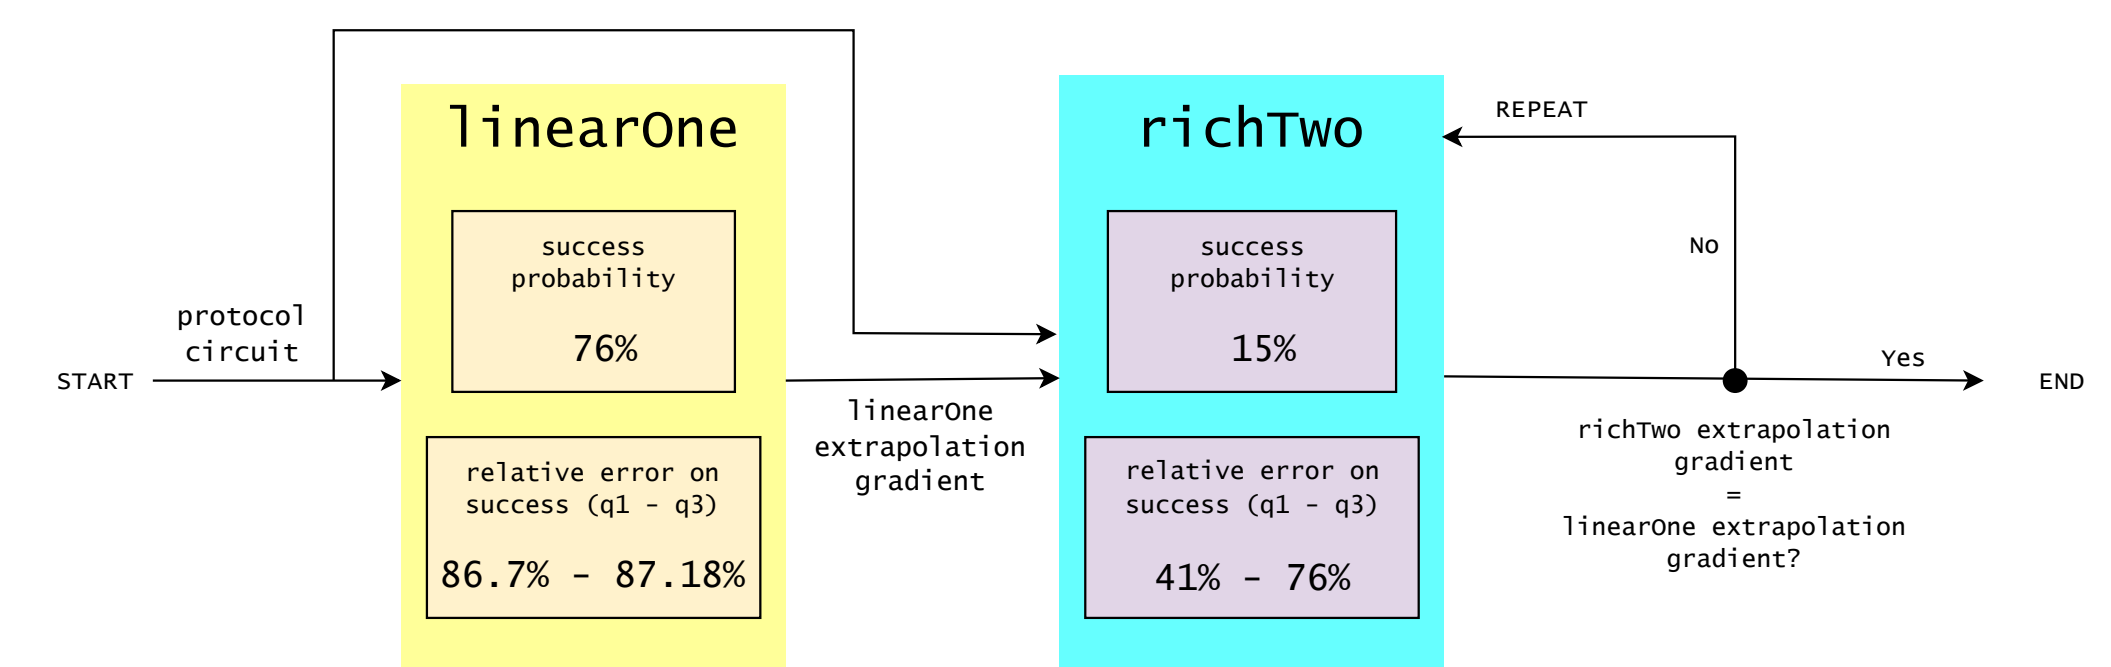 START
protocol
circuit
linearOne
success
probability
76%
relative error on
success (q1 - q3)
86.7% - 87.18%
linearOne
extrapolation
gradient
richTwo
success
probability
15%
relative error on
success (q1 - q3)
41% - 76%
REPEAT
No
Yes
END
richTwo extrapolation
gradient
=
linearOne extrapolation
gradient?